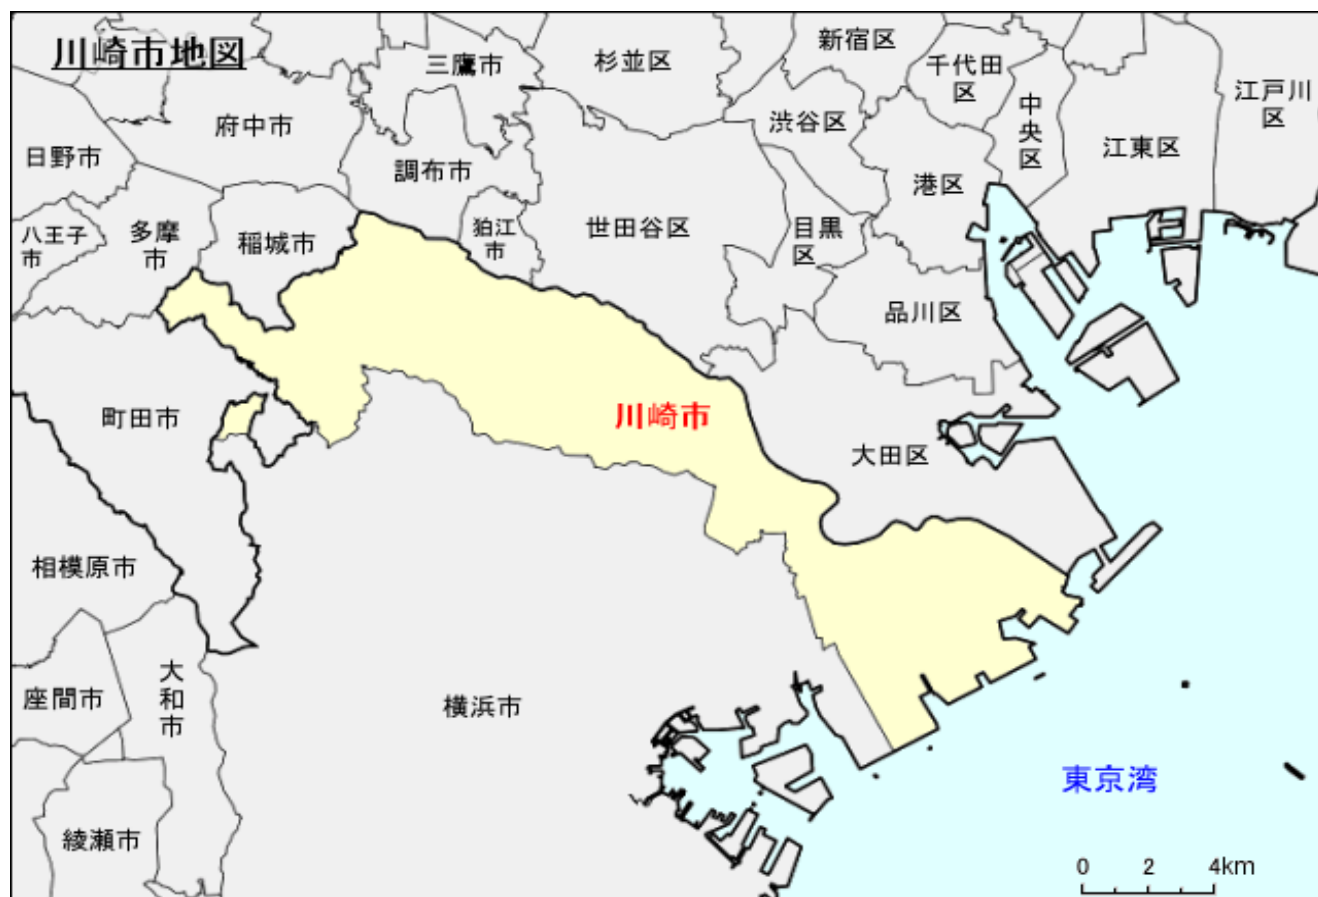 川崎市地図
三鷹市
杉並区
新宿区
千代田
区
中
央
区
江戸川
区
府中市
渋谷区
江東区
日野市
調布市
港区
八王子
市
多摩
市
稲城市
狛江
市
世田谷区
目黒
区
品川区
町田市
川崎市
大田区
相模原市
座間市
大
和
市
横浜市
東京湾
綾瀬市
0 2 4km